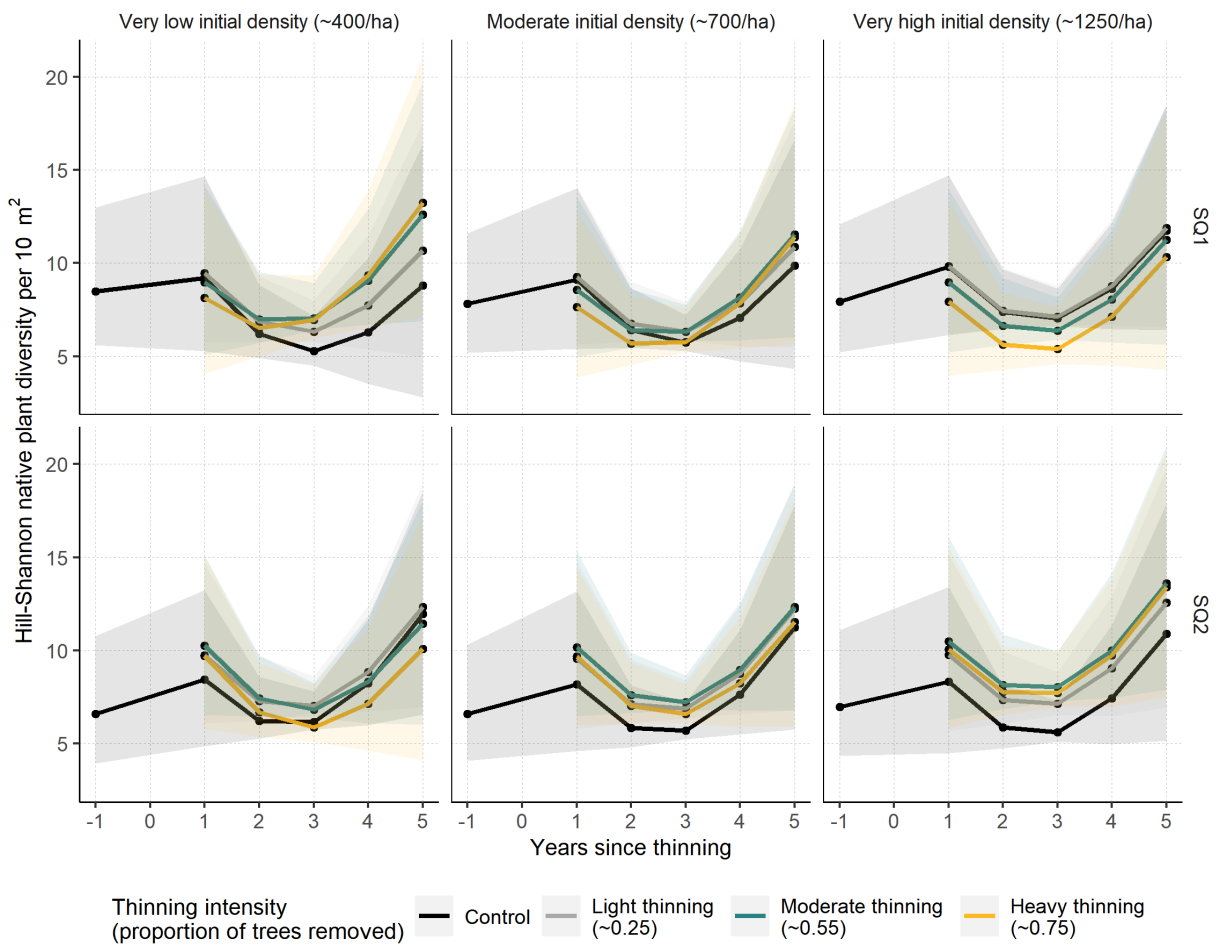 Very low initial density (~400/ha)
Moderate initial density (~700/ha)
Very high initial density (~1250/ha)
Hill-Shannon native plant diversity per 10 m²
20
15
10
5
SQ1
20
15
10
5
SQ2
-1 0 1 2 3 4 5
-1 0 1 2 3 4 5
-1 0 1 2 3 4 5
Years since thinning
Thinning intensity
(proportion of trees removed)
Control
Light thinning
(~0.25)
Moderate thinning
(~0.55)
Heavy thinning
(~0.75)